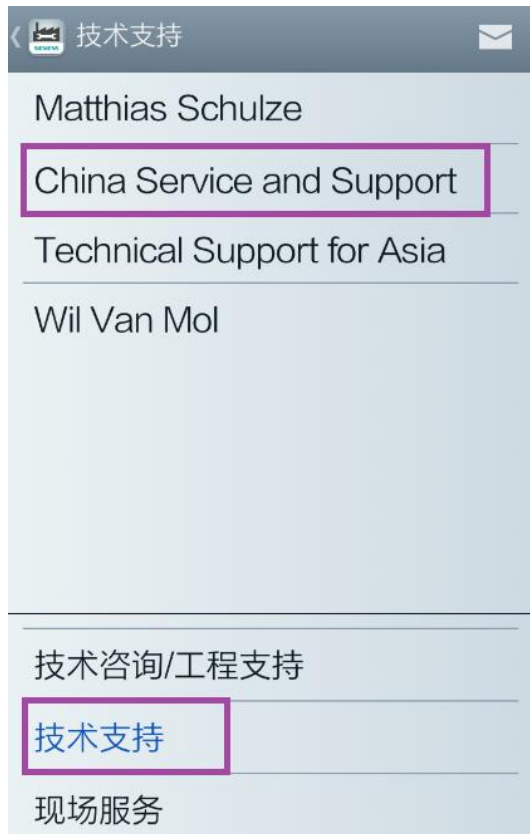 技术支持
SIEMENS
Matthias Schulze
China Service and Support
Technical Support for Asia
Wil Van Mol
技术咨询/工程支持
技术支持
现场服务